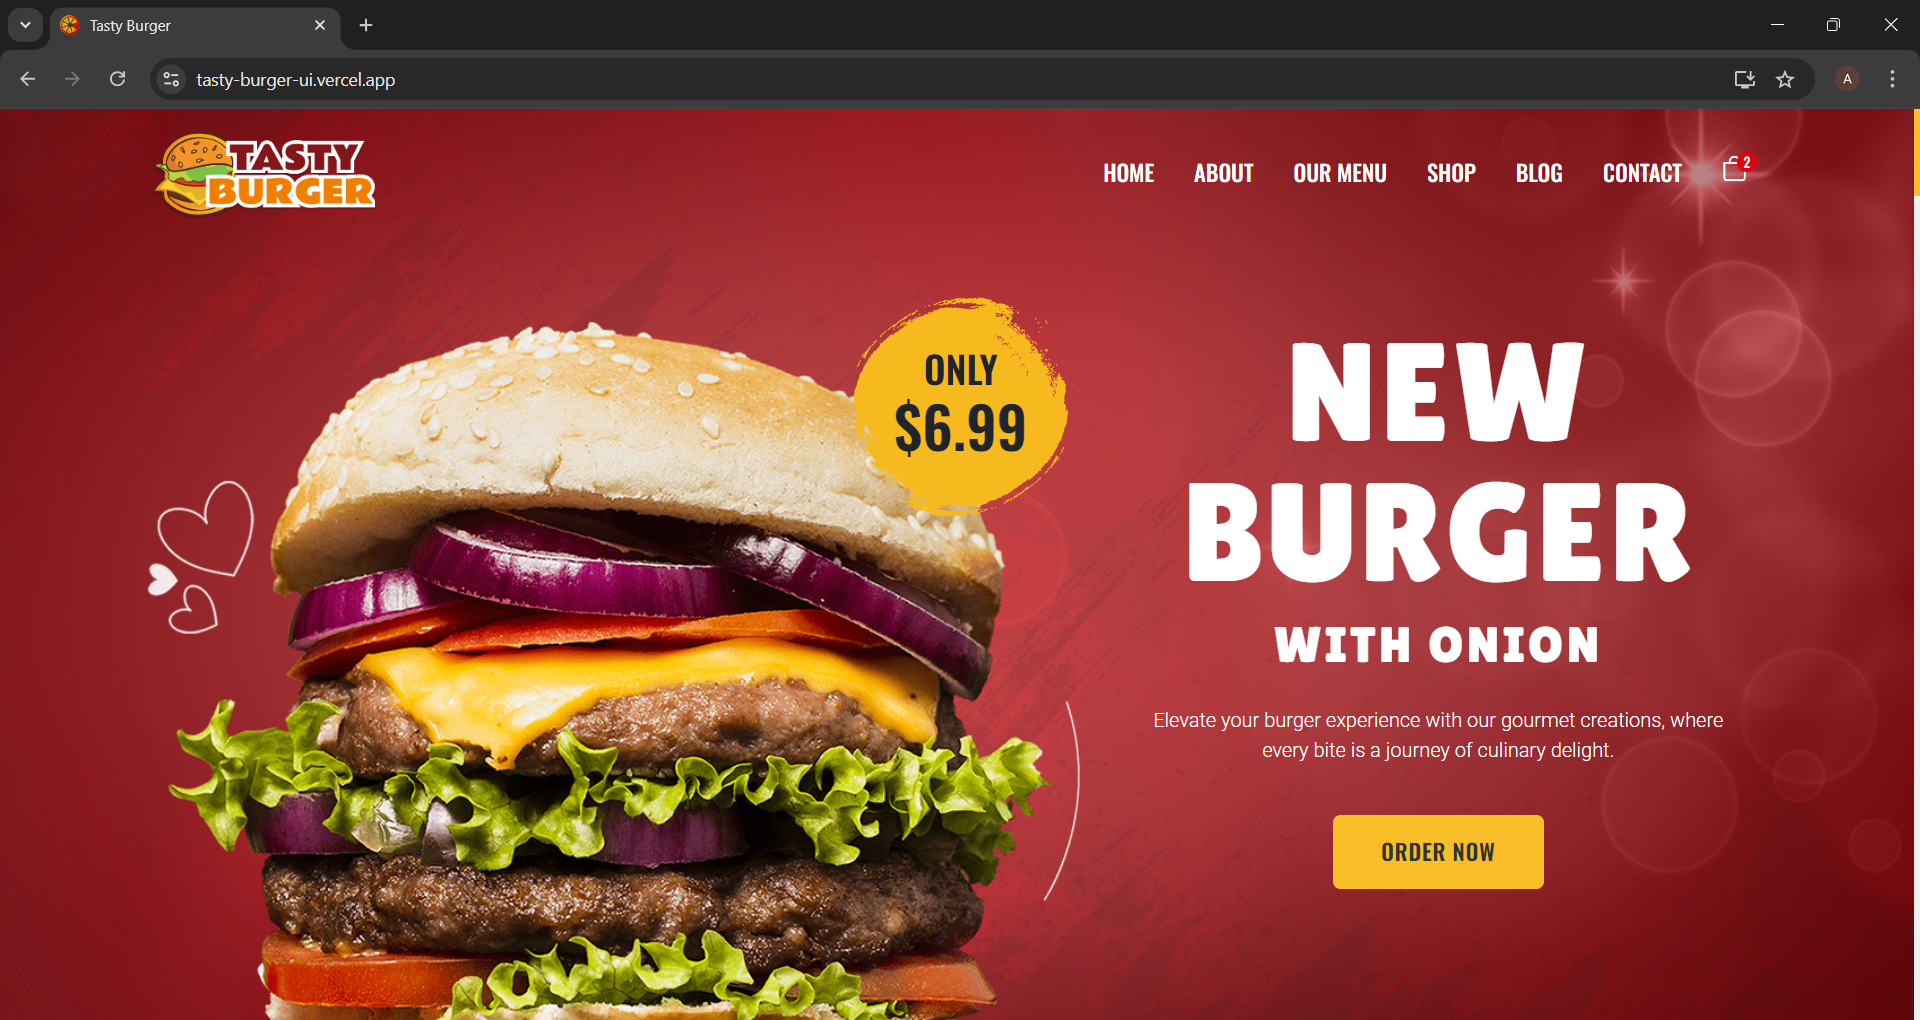 Tasty Burger
tasty-burger-ui.vercel.app
A
TASTY
BURGER
HOME ABOUT OUR MENU SHOP BLOG CONTACT 2
ONLY
$6.99
NEW
BURGER
WITH ONION
Elevate your burger experience with our gourmet creations, where
every bite is a journey of culinary delight.
ORDER NOW